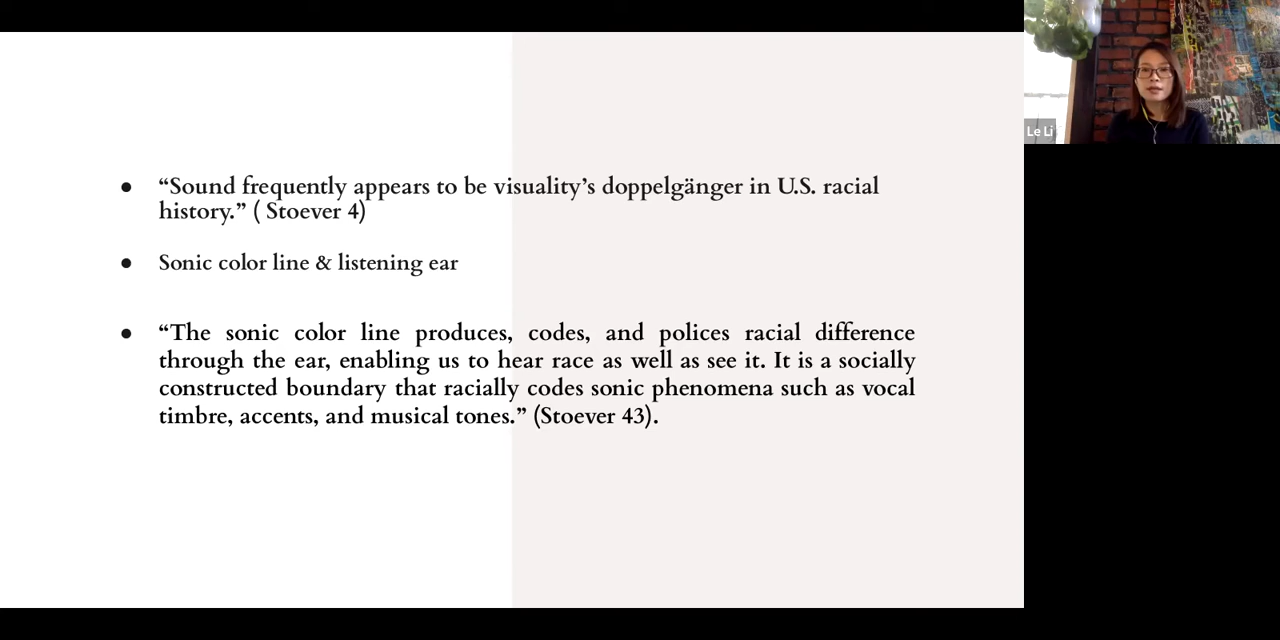 ● “Sound frequently appears to be visuality’s doppelgänger in U.S. racial
history.” ( Stoever 4)
● Sonic color line & listening ear
● “The sonic color line produces, codes, and polices racial difference
through the ear, enabling us to hear race as well as see it. It is a socially
constructed boundary that racially codes sonic phenomena such as vocal
timbre, accents, and musical tones.” (Stoever 43).
Le Li